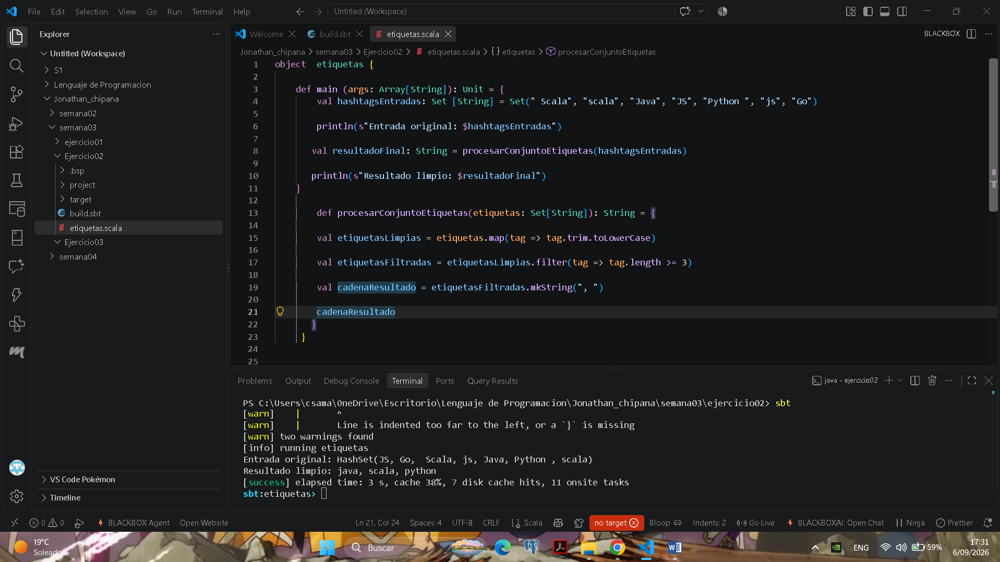 File Edit Selection View Go Run Terminal Help
Untitled (Workspace)
Explorer
Untitled (Workspace)
S1
Lenguaje de Programacion
Jonathan_chipana
semana02
semana03
ejercicio01
Ejercicio02
.bsp
project
target
build.sbt
etiquetas.scala
Ejercicio03
semana04
VS Code Pokémon
Timeline
Welcome build.sbt etiquetas.scala BLACKBOX
Jonathan_chipana > semana03 > Ejercicio02 > etiquetas.scala > {} etiquetas > procesarConjuntoEtiquetas
1 object  etiquetas {
2
3 def main (args: Array[String]): Unit = {
4 val hashtagsEntradas: Set [String] = Set(" Scala", "scala", "Java", "JS", "Python ", "js", "Go")
5
6 println(s"Entrada original: $hashtagsEntradas")
7
8 val resultadoFinal: String = procesarConjuntoEtiquetas(hashtagsEntradas)
9
10 println(s"Resultado limpio: $resultadoFinal")
11 }
12
13 def procesarConjuntoEtiquetas(etiquetas: Set[String]): String = {
14
15 val etiquetasLimpias = etiquetas.map(tag => tag.trim.toLowerCase)
16
17 val etiquetasFiltradas = etiquetasLimpias.filter(tag => tag.length >= 3)
18
19 val cadenaResultado = etiquetasFiltradas.mkString(", ")
20
21 cadenaResultado
22 }
23 }
24
25
Problems Output Debug Console Terminal Ports Query Results java - ejercicio02
PS C:\Users\csama\OneDrive\Escritorio\Lenguaje de Programacion\Jonathan_chipana\semana03\ejercicio02> sbt
[warn] | ^
[warn] | Line is indented too far to the left, or a `}` is missing
[warn] two warnings found
[info] running etiquetas
Entrada original: HashSet(JS, Go,  Scala, js, Java, Python , scala)
Resultado limpio: java, scala, python
[success] elapsed time: 3 s, cache 38%, 7 disk cache hits, 11 onsite tasks
sbt:etiquetas>
0 0 BLACKBOX Agent Open Website Ln 21, Col 24 Spaces: 4 UTF-8 CRLF Scala no target Bloop Indents: 2 Go Live BLACKBOXAI: Open Chat Ninja Prettier
19°C
Soleado
Buscar
ENG
59%
17:31
6/09/2026